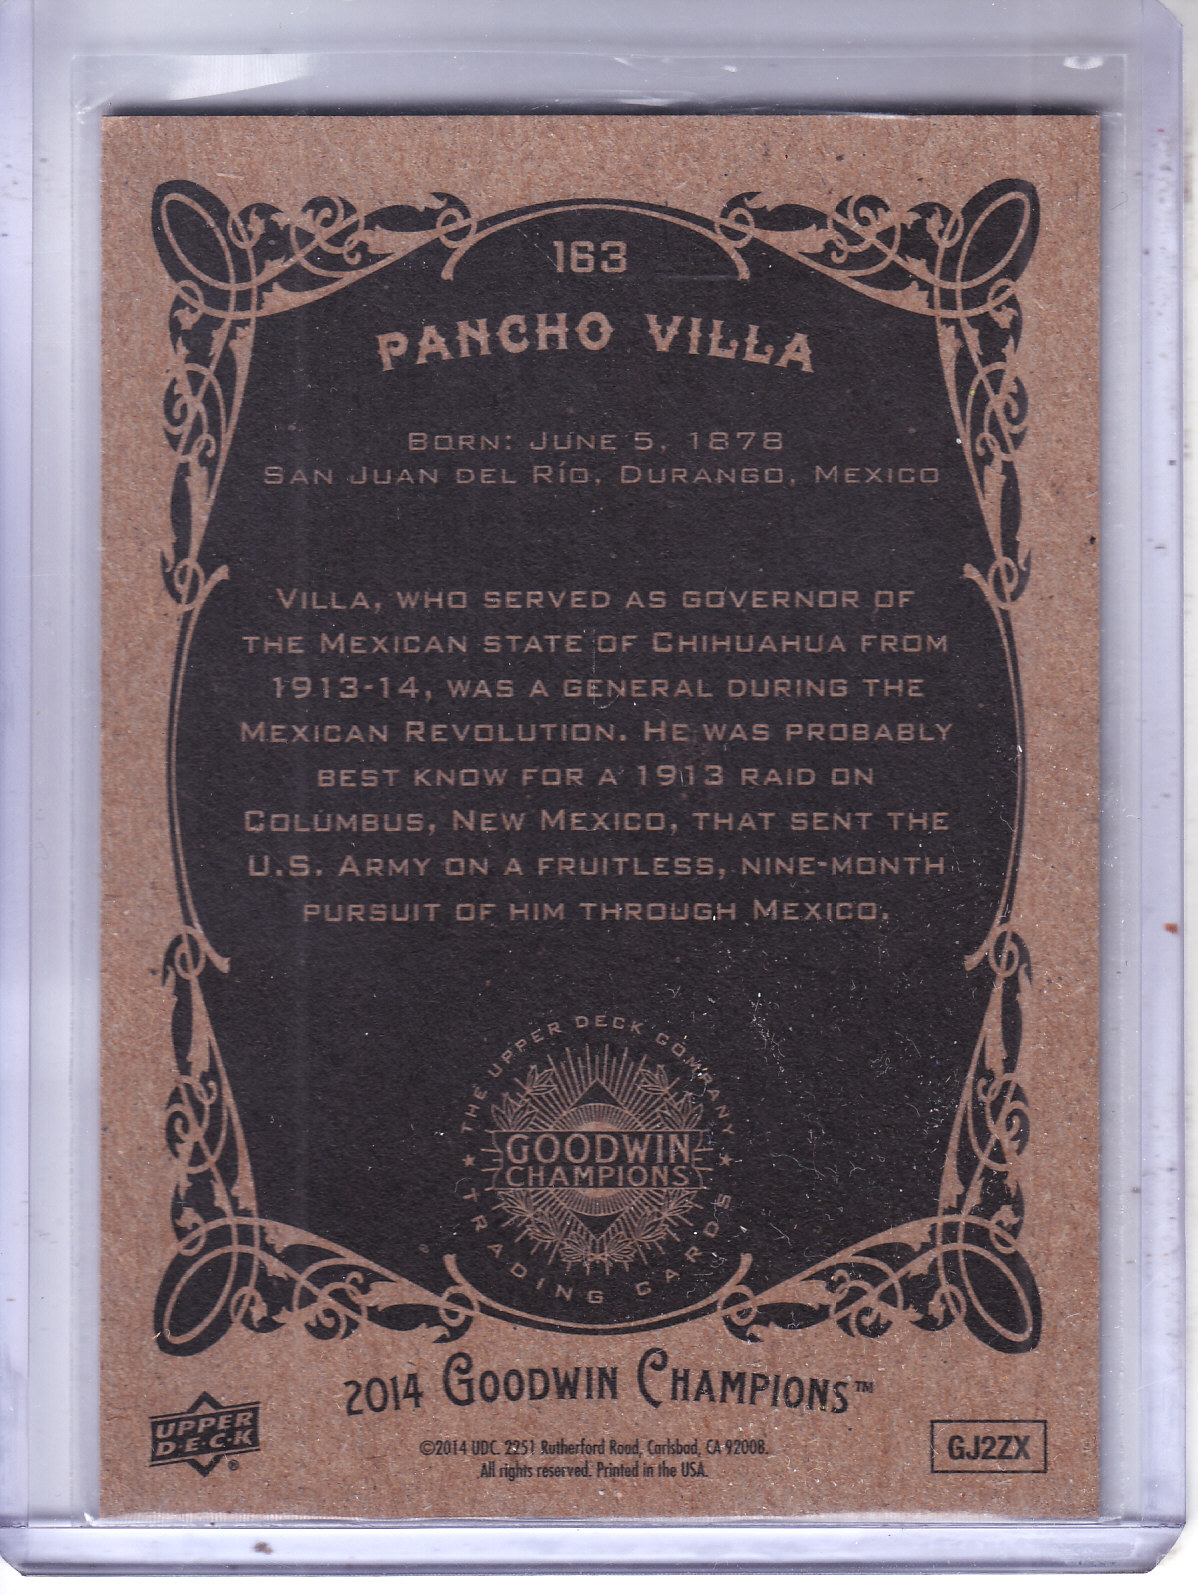 163
PANCHO VILLA
BORN: JUNE 5, 1878
SAN JUAN DEL RÍO, DURANGO, MEXICO
VILLA, WHO SERVED AS GOVERNOR OF
THE MEXICAN STATE OF CHIHUAHUA FROM
1913-14, WAS A GENERAL DURING THE
MEXICAN REVOLUTION. HE WAS PROBABLY
BEST KNOW FOR A 1913 RAID ON
COLUMBUS, NEW MEXICO, THAT SENT THE
U.S. ARMY ON A FRUITLESS, NINE-MONTH
PURSUIT OF HIM THROUGH MEXICO.
THE UPPER DECK COMPANY
GOODWIN
CHAMPIONS
★ TRADING CARDS ★
2014 GOODWIN CHAMPIONS™
UPPER
D•E•C•K®
©2014 UDC. 2251 Rutherford Road, Carlsbad, CA 92008.
All rights reserved. Printed in the USA.
GJ2ZX